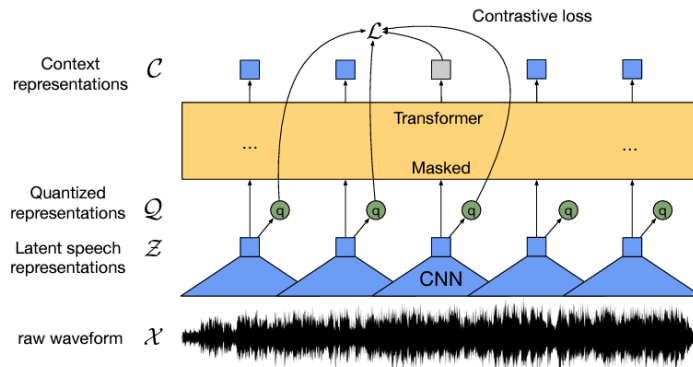 Contrastive loss
ℒ
Context
representations 𝒞
Transformer
... ...
Masked
Quantized
representations 𝒬
q q q q q
Latent speech
representations 𝒵
CNN
raw waveform 𝒳